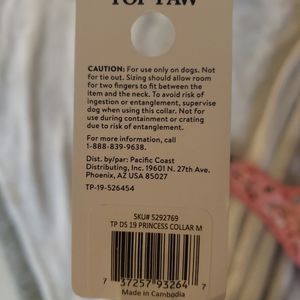 TOP PAW
CAUTION: For use only on dogs. Not
for tie out. Sizing should allow room
for two fingers to fit between the
item and the neck. To avoid risk of
ingestion or entanglement, supervise
dog when using this collar. Not for
use during containment or crating
due to risk of entanglement.
For more information, call
1-888-839-9638.
Dist. by/par: Pacific Coast
Distributing, Inc. 19601 N. 27th Ave.
Phoenix, AZ USA 85027
TP-19-526454
SKU# 5292769
TP DS 19 PRINCESS COLLAR M
7 37257 93264 7
Made in Cambodia